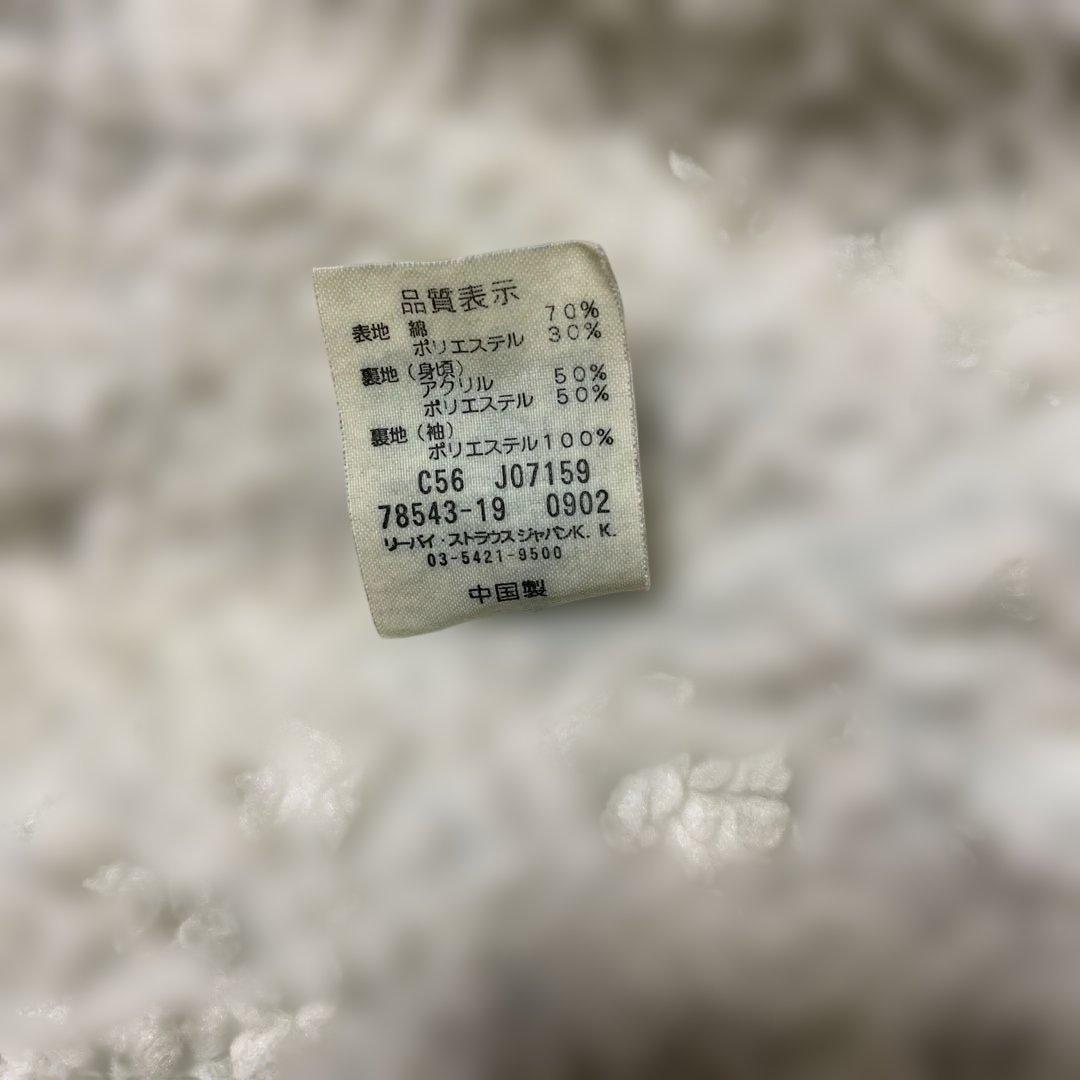 品質表示
表地 綿 70%
ポリエステル 30%
裏地(身頃)
アクリル 50%
ポリエステル 50%
裏地(袖)
ポリエステル100%
C56 J07159
78543-19 0902
リーバイ・ストラウスジャパンK.K.
03-5421-9500
中国製